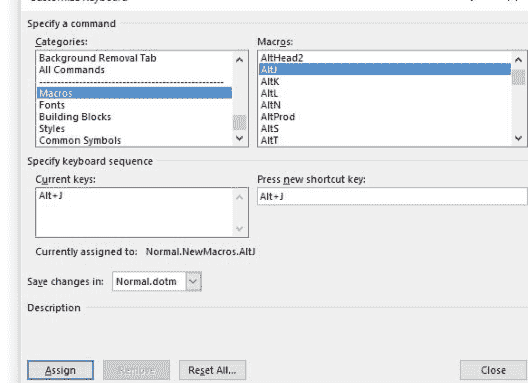 Customize Keyboard
Specify a command
Categories:
Macros:
Background Removal Tab
All Commands
Macros
Fonts
Building Blocks
Styles
Common Symbols
AltHead2
AltJ
AltK
AltL
AltN
AltProd
AltS
AltT
Specify keyboard sequence
Current keys:
Press new shortcut key:
Alt+J
Alt+J
Currently assigned to: Normal.NewMacros.AltJ
Save changes in: Normal.dotm
Description
Assign
Remove
Reset All...
Close